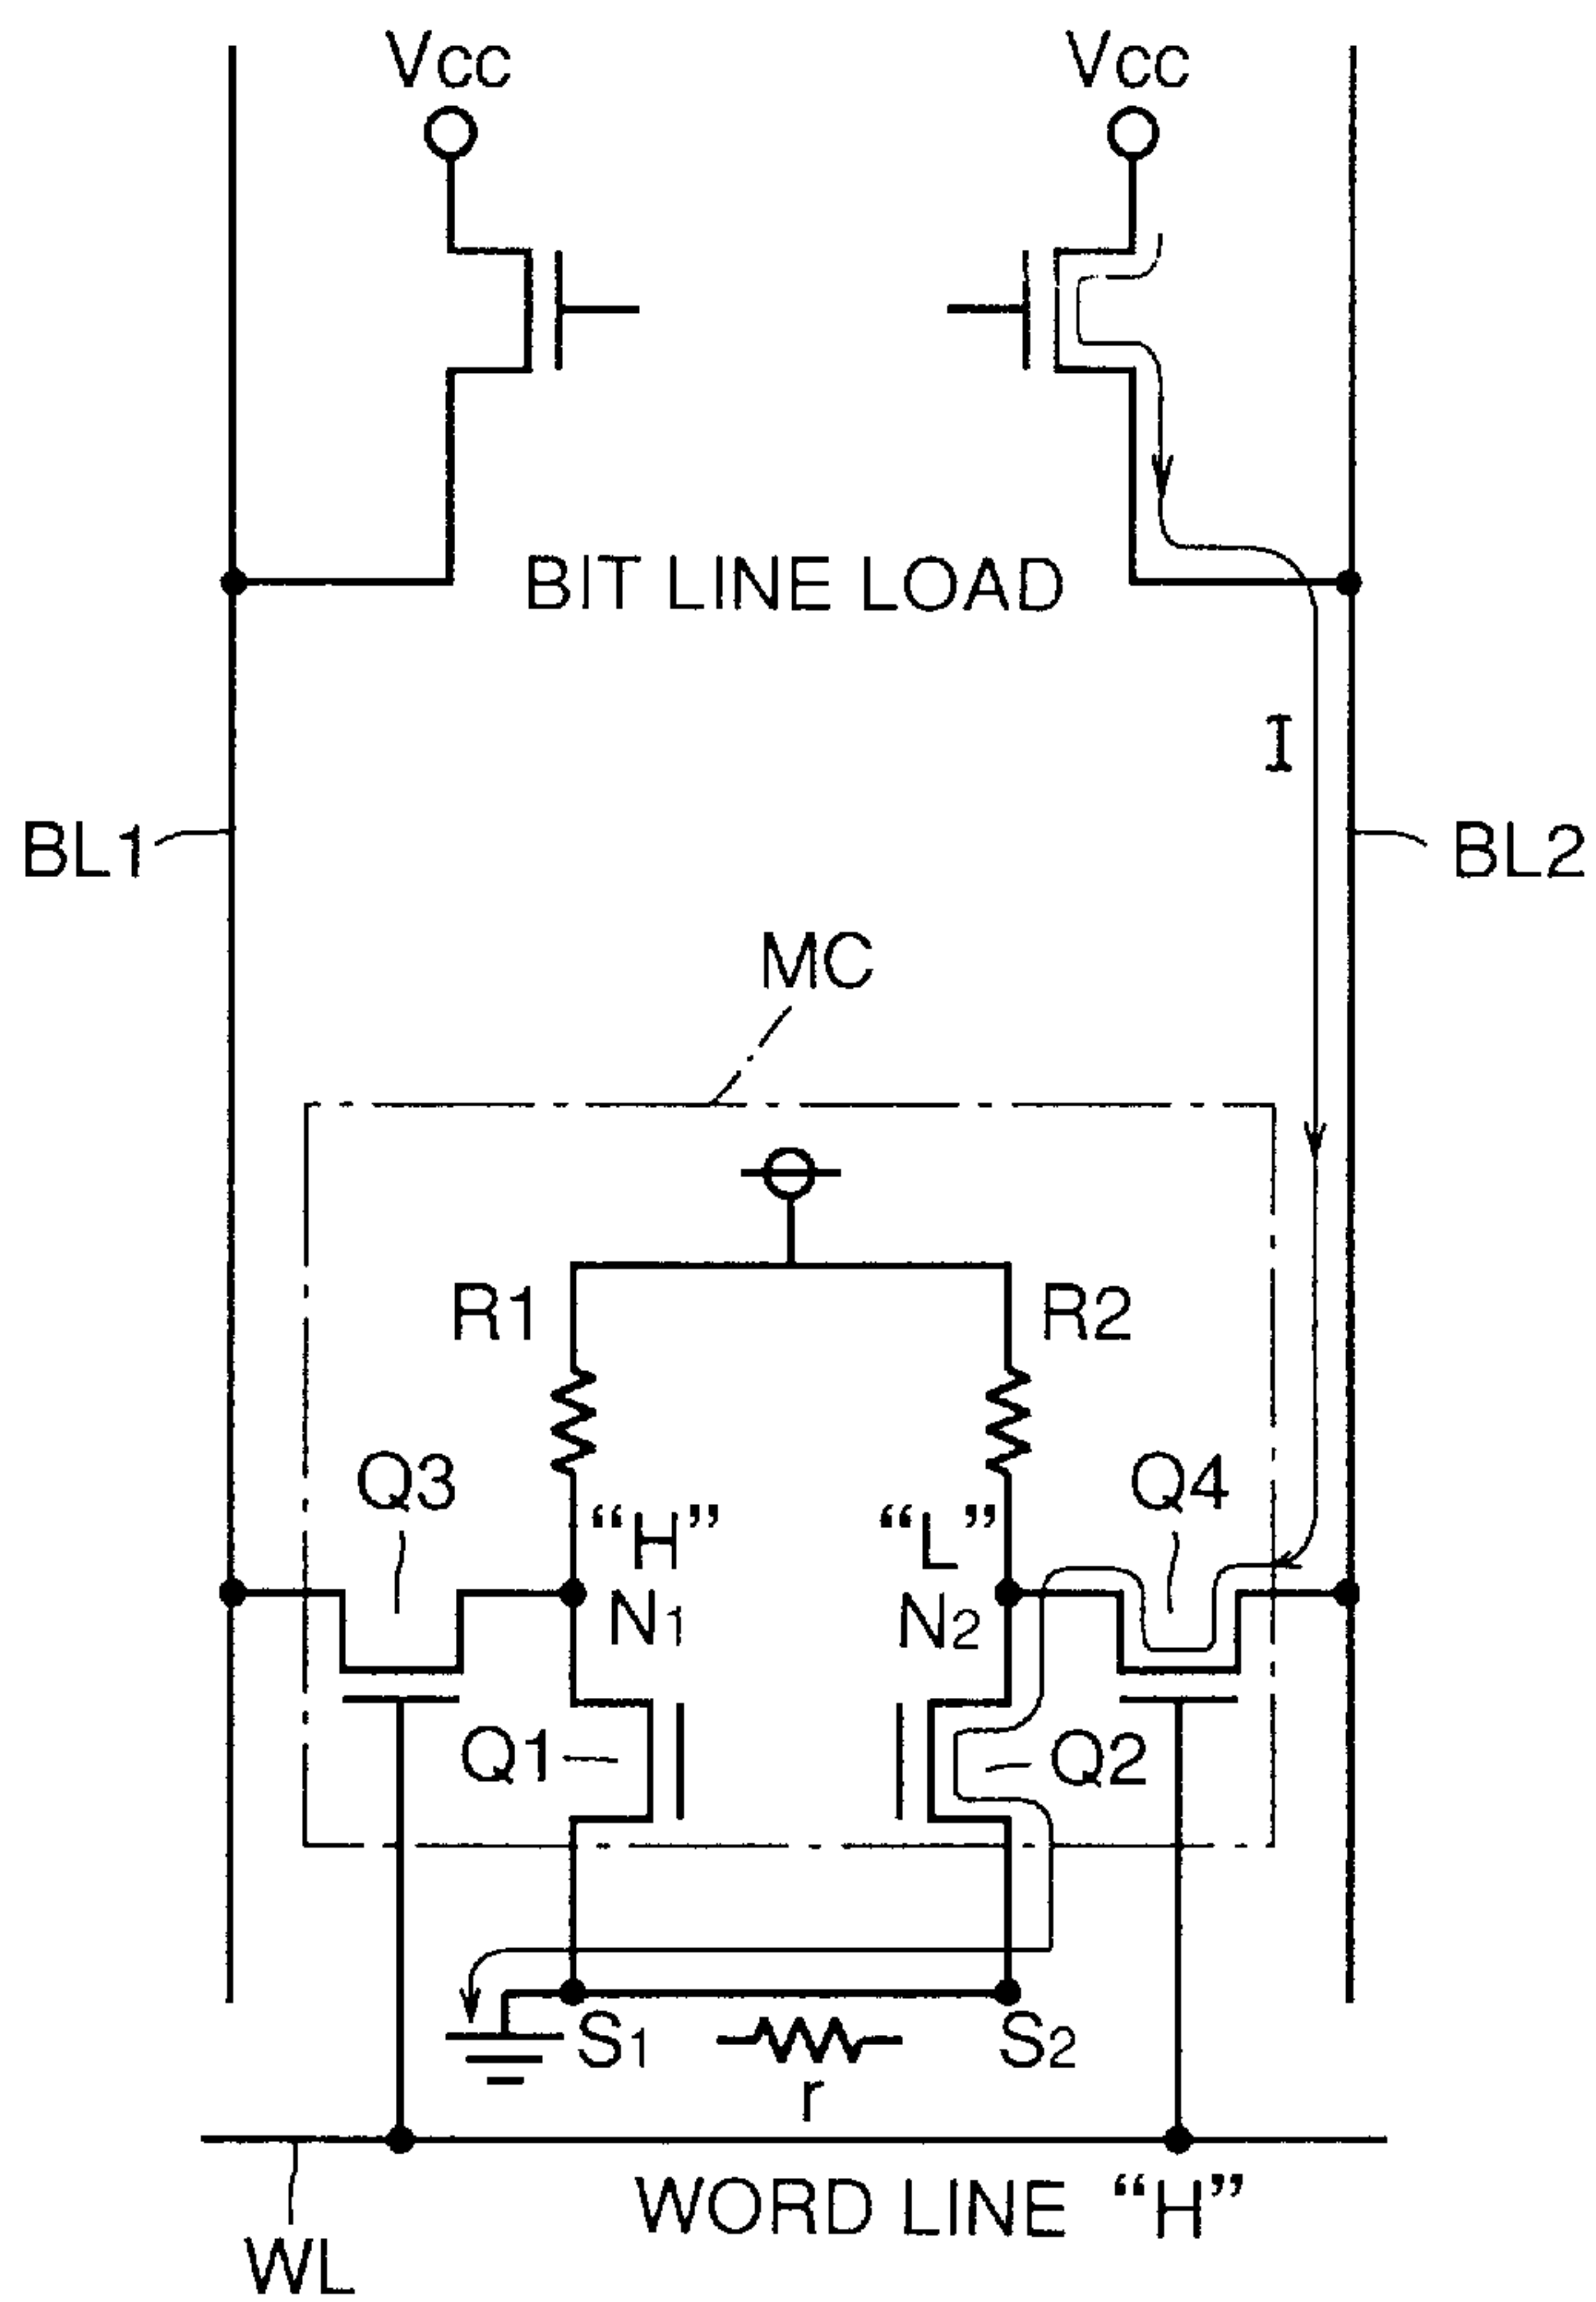 Vcc Vcc
BIT LINE LOAD
I
BL1 BL2
MC
R1 R2
Q3 Q4
“H” “L”
N1 N2
Q1 Q2
S1 S2
r
WORD LINE “H”
WL